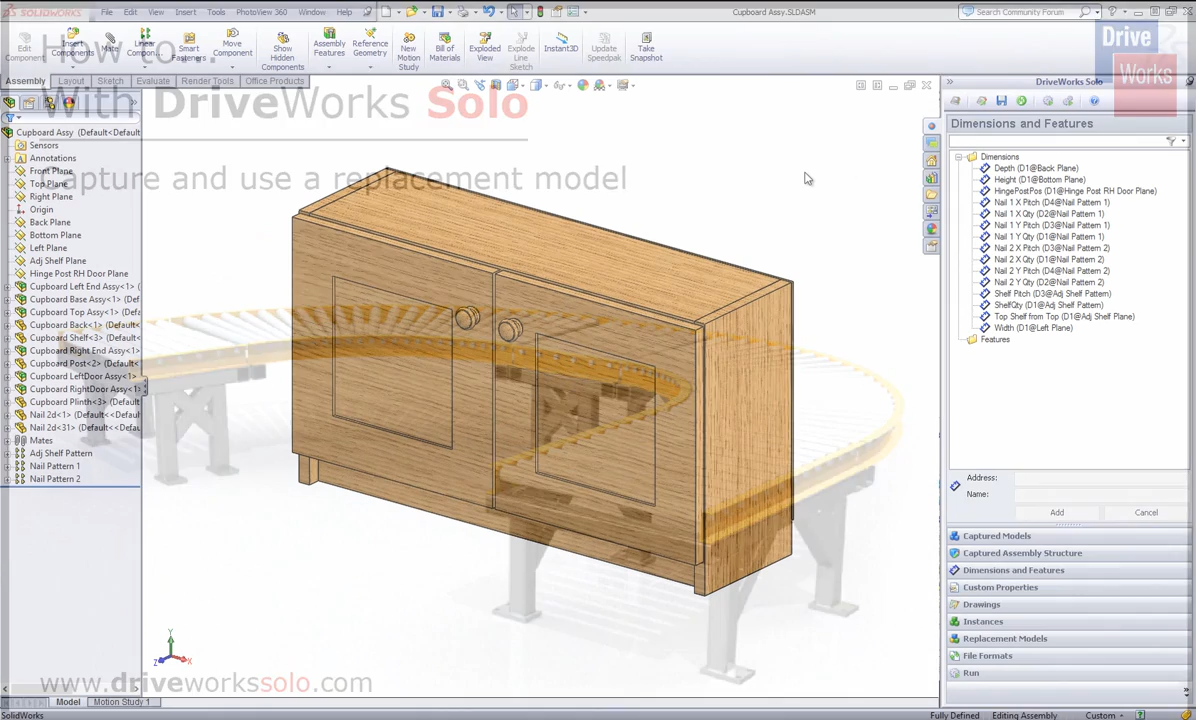 SOLIDWORKS File Edit View Insert Tools PhotoView 360 Window Help Cupboard Assy.SLDASM Search Community Forum
Edit Component Insert Components Mate Linear Compon... Smart Fasteners Move Component Show Hidden Components Assembly Features Reference Geometry New Motion Study Bill of Materials Exploded View Explode Line Sketch Instant3D Update Speedpak Take Snapshot
How to...
Drive Works
Assembly Layout Sketch Evaluate Render Tools Office Products
With DriveWorks Solo
Capture and use a replacement model
Cupboard Assy (Default<Default
Sensors
Annotations
Front Plane
Top Plane
Right Plane
Origin
Back Plane
Bottom Plane
Left Plane
Adj Shelf Plane
Hinge Post RH Door Plane
Cupboard Left End Assy<1>
Cupboard Base Assy<1> (Def
Cupboard Top Assy<1> (Defa
Cupboard Back<1> (Default<
Cupboard Shelf<3> (Default<
Cupboard Right End Assy<1>
Cupboard Post<2> (Default<
Cupboard LeftDoor Assy<1>
Cupboard RightDoor Assy<1>
Cupboard Plinth<3> (Default
Nail 2d<1> (Default<<Defau
Nail 2d<31> (Default<<Defa
Mates
Adj Shelf Pattern
Nail Pattern 1
Nail Pattern 2
DriveWorks Solo
Dimensions and Features
Dimensions
Depth (D1@Back Plane)
Height (D1@Bottom Plane)
HingePostPos (D1@Hinge Post RH Door Plane)
Nail 1 X Pitch (D4@Nail Pattern 1)
Nail 1 X Qty (D2@Nail Pattern 1)
Nail 1 Y Pitch (D3@Nail Pattern 1)
Nail 1 Y Qty (D1@Nail Pattern 1)
Nail 2 X Pitch (D3@Nail Pattern 2)
Nail 2 X Qty (D1@Nail Pattern 2)
Nail 2 Y Pitch (D4@Nail Pattern 2)
Nail 2 Y Qty (D2@Nail Pattern 2)
Shelf Pitch (D3@Adj Shelf Pattern)
ShelfQty (D1@Adj Shelf Pattern)
Top Shelf from Top (D1@Adj Shelf Plane)
Width (D1@Left Plane)
Features
Address:
Name:
Add Cancel
Captured Models
Captured Assembly Structure
Dimensions and Features
Custom Properties
Drawings
Instances
Replacement Models
File Formats
Run
Y
Z X
www.driveworkssolo.com
Model Motion Study 1
SolidWorks Fully Defined Editing Assembly Custom